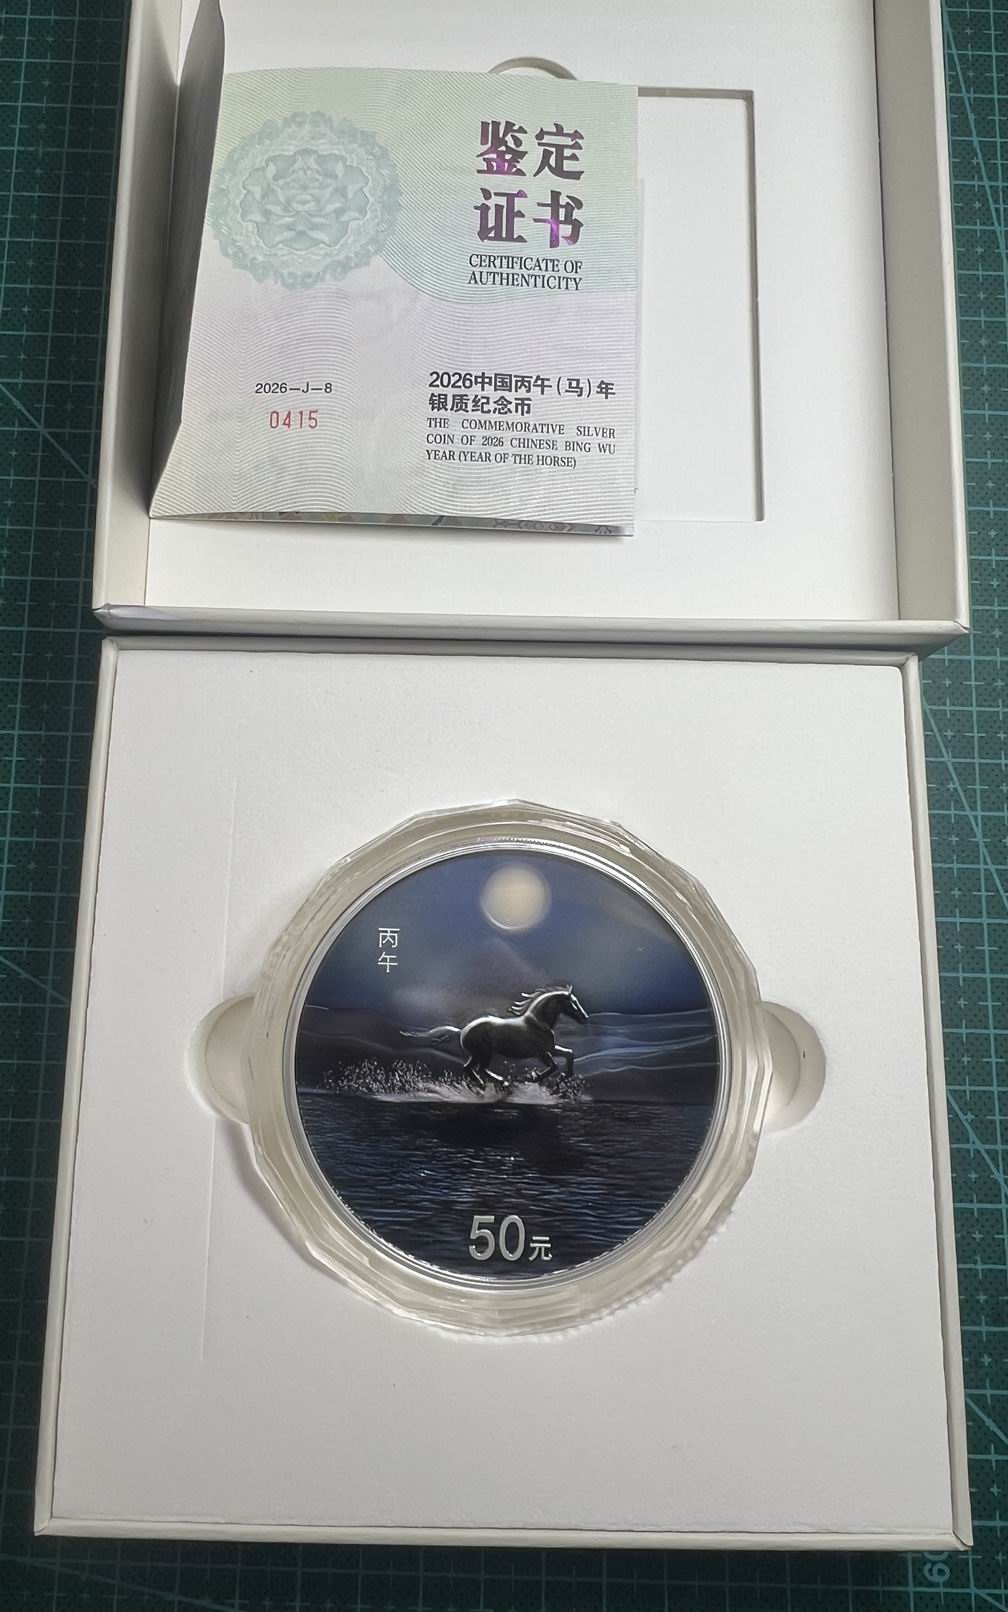 鉴定
证书
CERTIFICATE OF
AUTHENTICITY
2026—J—8
0415
2026中国丙午(马)年
银质纪念币
THE COMMEMORATIVE SILVER
COIN OF 2026 CHINESE BING WU
YEAR (YEAR OF THE HORSE)
丙
午
50元
60